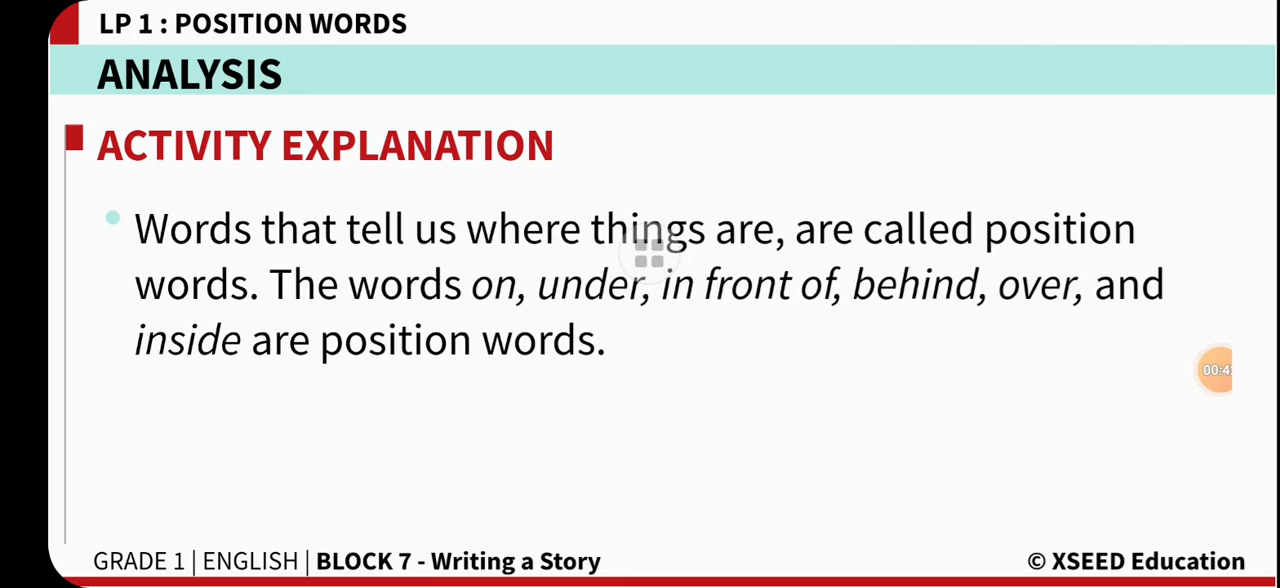 LP 1 : POSITION WORDS
ANALYSIS
ACTIVITY EXPLANATION
Words that tell us where things are, are called position
words. The words on, under, in front of, behind, over, and
inside are position words.
GRADE 1 | ENGLISH | BLOCK 7 - Writing a Story
© XSEED Education